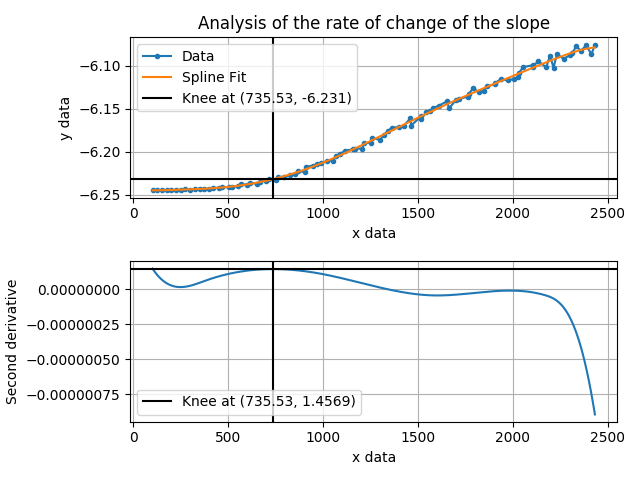 Analysis of the rate of change of the slope
Data
Spline Fit
Knee at (735.53, -6.231)
y data
−6.10
−6.15
−6.20
−6.25
0 500 1000 1500 2000 2500
x data
Second derivative
0.00000000
−0.00000025
−0.00000050
−0.00000075
Knee at (735.53, 1.4569)
0 500 1000 1500 2000 2500
x data